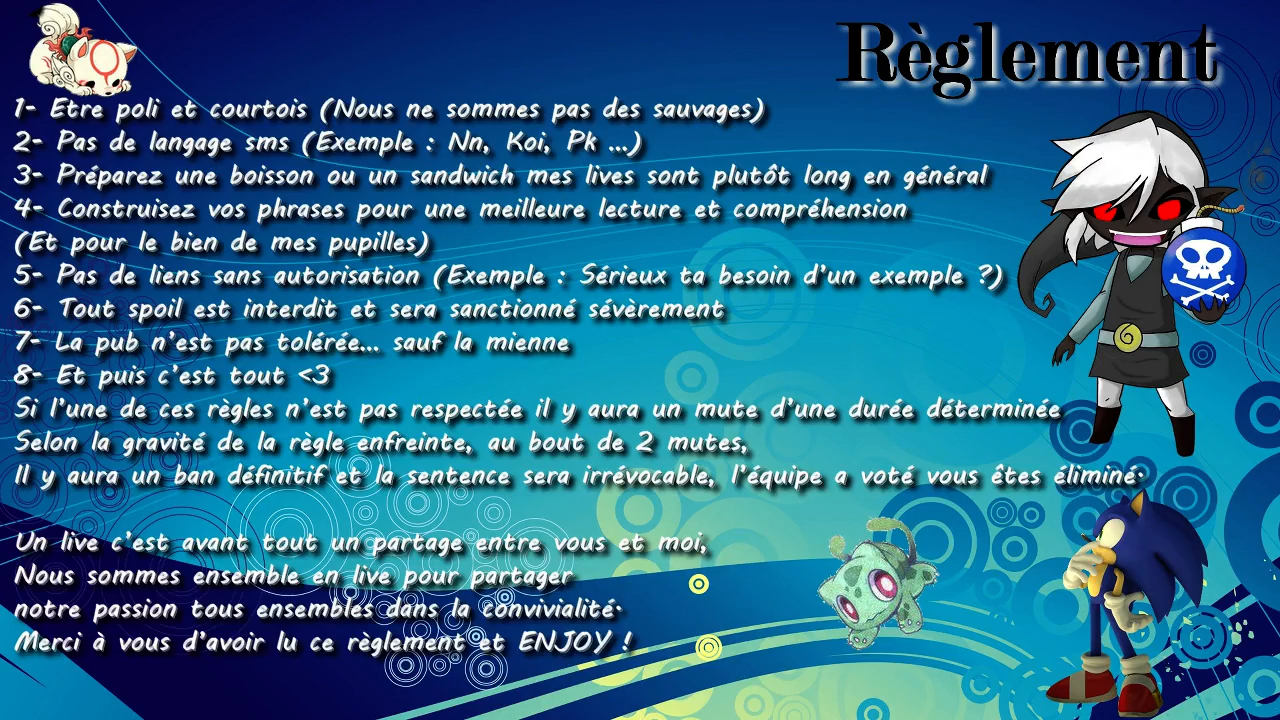 Règlement
1- Etre poli et courtois (Nous ne sommes pas des sauvages)
2- Pas de langage sms (Exemple : Nn, Koi, Pk ...)
3- Préparez une boisson ou un sandwich mes lives sont plutôt long en général
4- Construisez vos phrases pour une meilleure lecture et compréhension
(Et pour le bien de mes pupilles)
5- Pas de liens sans autorisation (Exemple : Sérieux ta besoin d'un exemple ?)
6- Tout spoil est interdit et sera sanctionné sévèrement
7- La pub n'est pas tolérée... sauf la mienne
8- Et puis c'est tout <3
Si l'une de ces règles n'est pas respectée il y aura un mute d'une durée déterminée
Selon la gravité de la règle enfreinte, au bout de 2 mutes,
Il y aura un ban définitif et la sentence sera irrévocable, l'équipe a voté vous êtes éliminé.
Un live c'est avant tout un partage entre vous et moi,
Nous sommes ensemble en live pour partager
notre passion tous ensembles dans la convivialité.
Merci à vous d'avoir lu ce règlement et ENJOY !